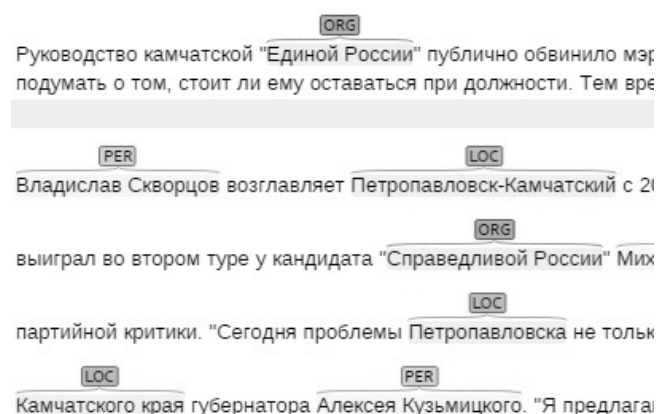 ORG
Руководство камчатской "Единой России" публично обвинило мэр
подумать о том, стоит ли ему оставаться при должности. Тем вре
PER LOC
Владислав Скворцов возглавляет Петропавловск-Камчатский с 20
ORG
выиграл во втором туре у кандидата "Справедливой России" Мих
LOC
партийной критики. "Сегодня проблемы Петропавловска не тольк
LOC PER
Камчатского края губернатора Алексея Кузьмицкого. "Я предлага